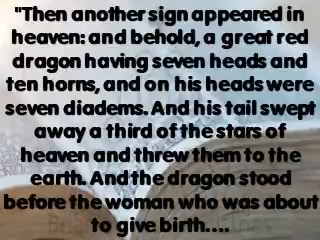 "Then another sign appeared in
heaven: and behold, a great red
dragon having seven heads and
ten horns, and on his heads were
seven diadems. And his tail swept
away a third of the stars of
heaven and threw them to the
earth. And the dragon stood
before the woman who was about
to give birth....